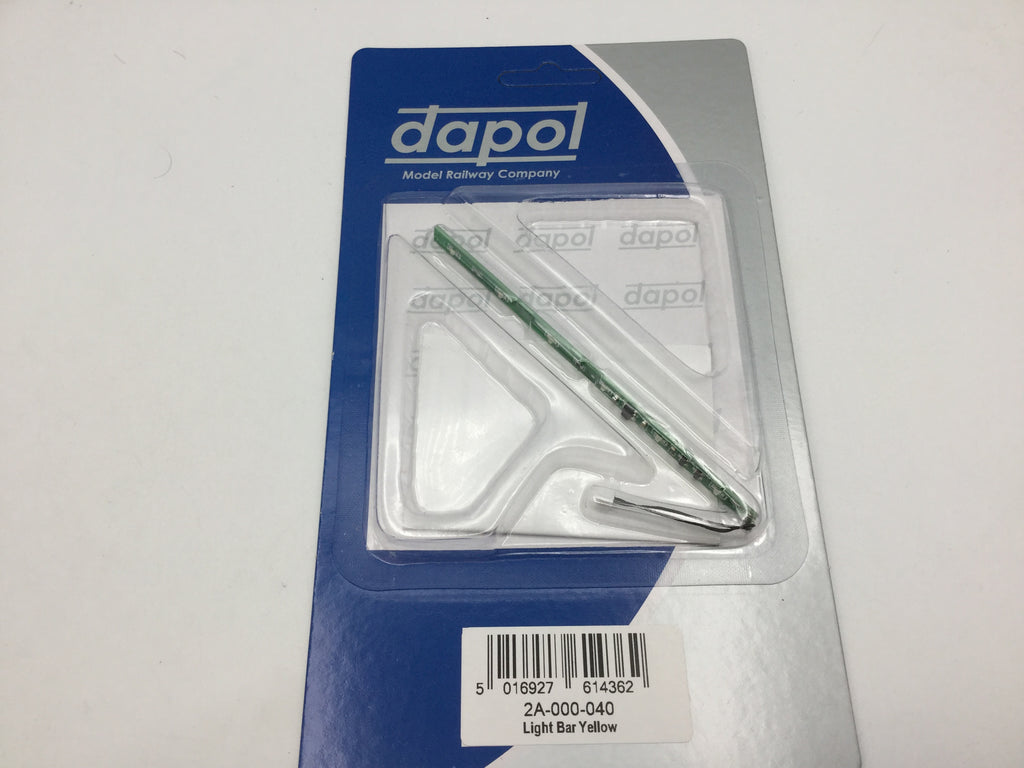 dapol
Model Railway Company
dapol dapol dapol
dapol dapol dapol
5 016927 614362
2A-000-040
Light Bar Yellow